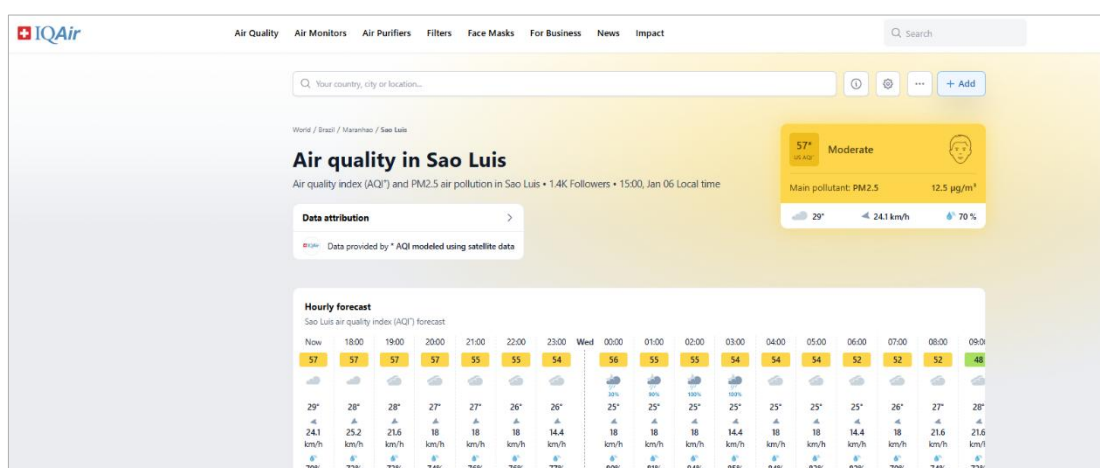 IQAir
Air Quality Air Monitors Air Purifiers Filters Face Masks For Business News Impact
Search
Your country, city or location...
+ Add
World / Brazil / Maranhao / Sao Luis
Air quality in Sao Luis
Air quality index (AQI*) and PM2.5 air pollution in Sao Luis • 1.4K Followers • 15:00, Jan 06 Local time
57*
US AQI
Moderate
Main pollutant: PM2.5 12.5 µg/m³
29° 24.1 km/h 70 %
Data attribution
IQAir Data provided by * AQI modeled using satellite data
Hourly forecast
Sao Luis air quality index (AQI*) forecast
Now 18:00 19:00 20:00 21:00 22:00 23:00 Wed 00:00 01:00 02:00 03:00 04:00 05:00 06:00 07:00 08:00 09:00
57 57 57 57 55 55 54 56 55 55 54 54 54 52 52 52 48
30% 90% 100% 100%
29° 28° 28° 27° 27° 26° 26° 25° 25° 25° 25° 25° 25° 25° 26° 27° 28°
24.1 25.2 21.6 18 18 18 14.4 18 18 18 14.4 18 18 14.4 18 21.6 21.6
km/h km/h km/h km/h km/h km/h km/h km/h km/h km/h km/h km/h km/h km/h km/h km/h km/h